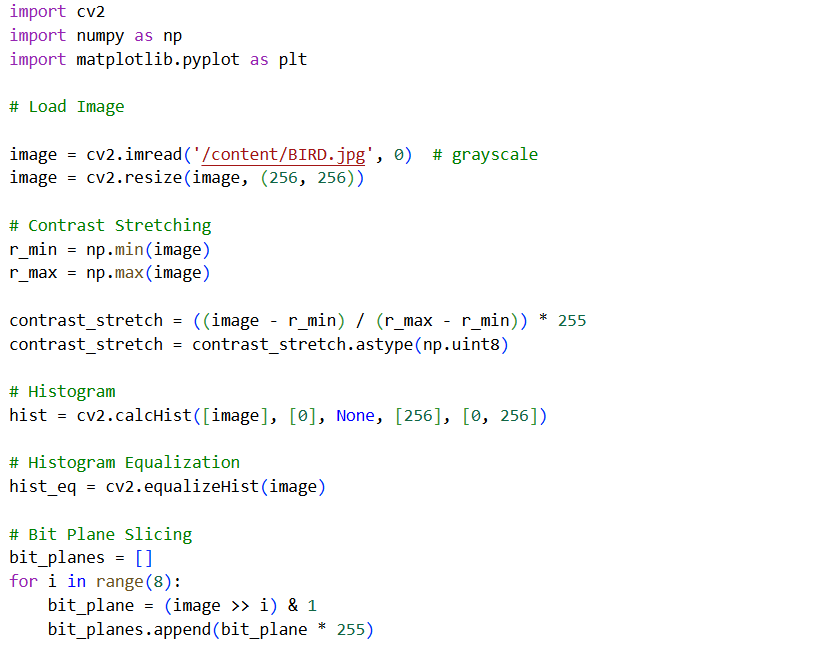 import cv2
import numpy as np
import matplotlib.pyplot as plt
# Load Image
image = cv2.imread('/content/BIRD.jpg', 0)  # grayscale
image = cv2.resize(image, (256, 256))
# Contrast Stretching
r_min = np.min(image)
r_max = np.max(image)
contrast_stretch = ((image - r_min) / (r_max - r_min)) * 255
contrast_stretch = contrast_stretch.astype(np.uint8)
# Histogram
hist = cv2.calcHist([image], [0], None, [256], [0, 256])
# Histogram Equalization
hist_eq = cv2.equalizeHist(image)
# Bit Plane Slicing
bit_planes = []
for i in range(8):
    bit_plane = (image >> i) & 1
    bit_planes.append(bit_plane * 255)